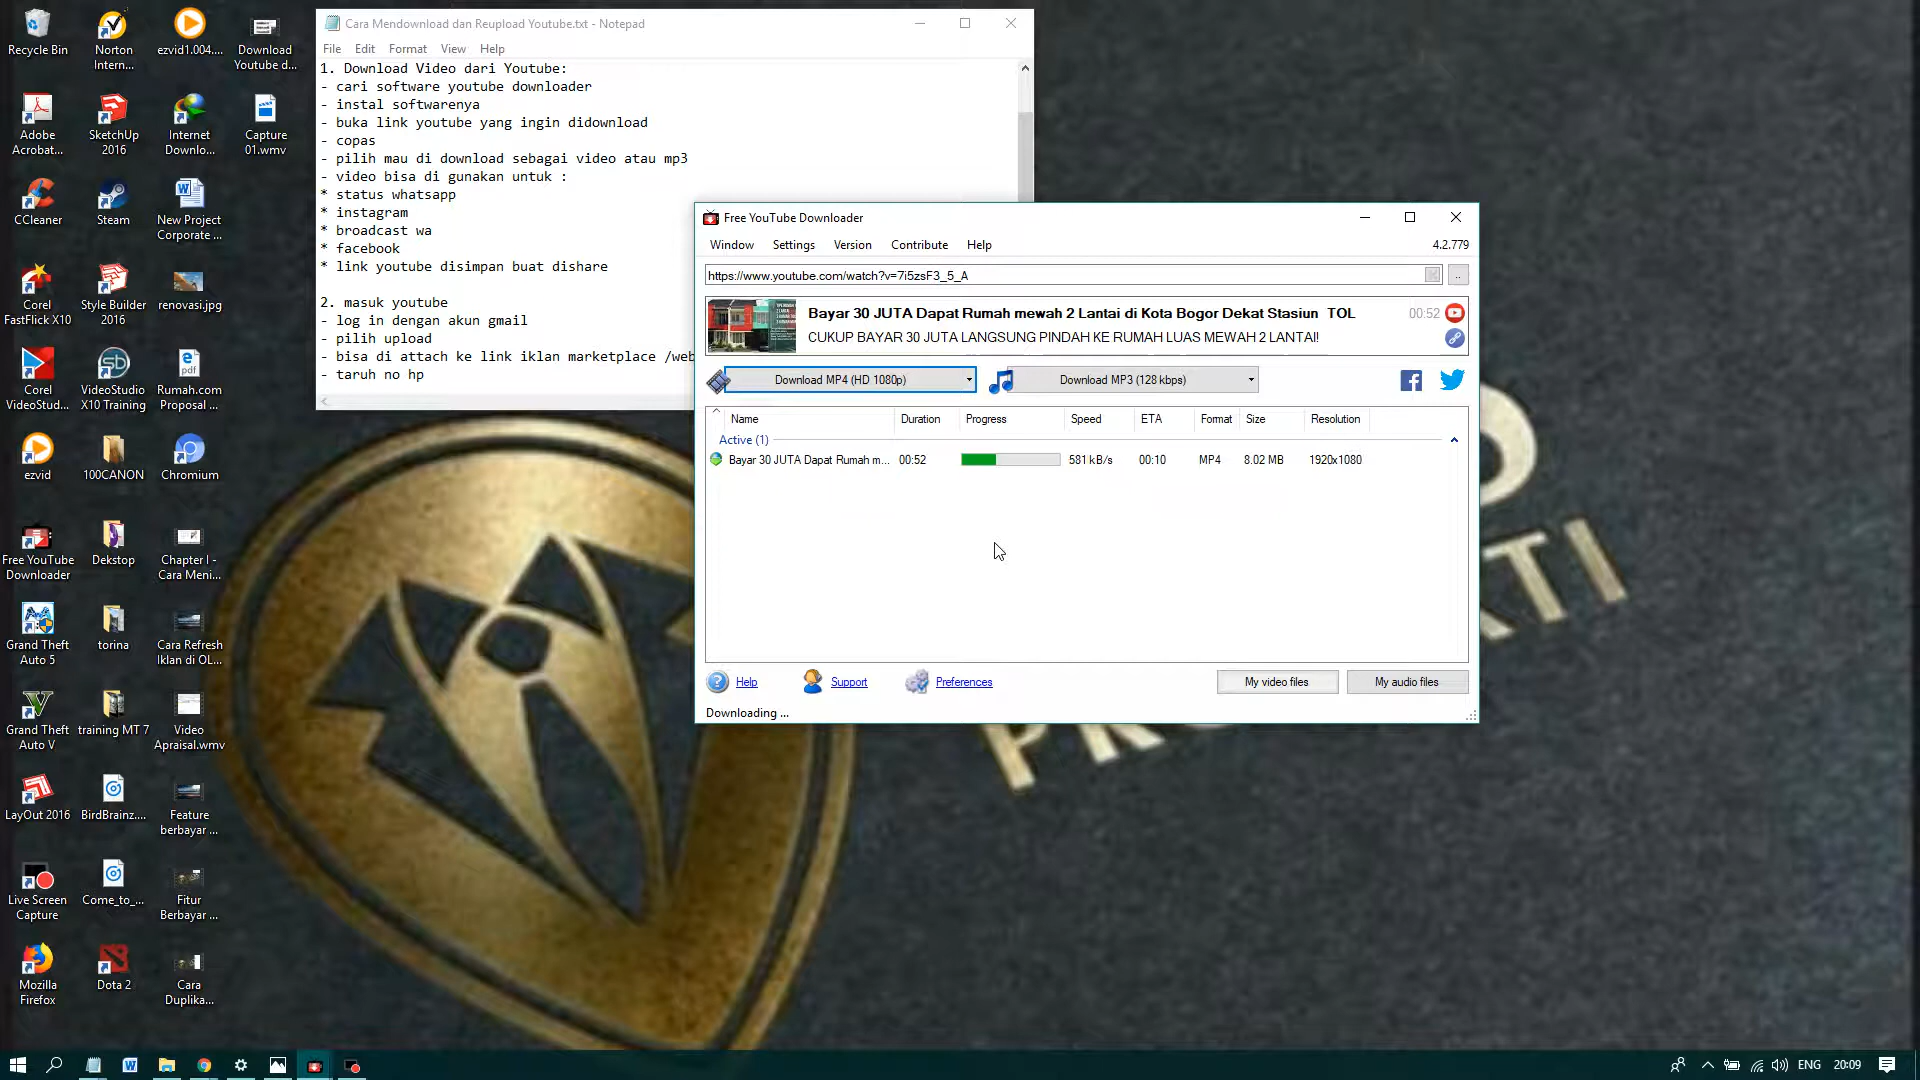 Recycle Bin
Norton
Intern...
ezvid1.004....
Download
Youtube d...
Adobe
Acrobat...
SketchUp
2016
Internet
Downlo...
Capture
01.wmv
CCleaner
Steam
New Project
Corporate ...
Corel
FastFlick X10
Style Builder
2016
renovasi.jpg
Corel
VideoStud...
VideoStudio
X10 Training
Rumah.com
Proposal ...
ezvid
100CANON
Chromium
Free YouTube
Downloader
Dekstop
Chapter I -
Cara Meni...
Grand Theft
Auto 5
torina
Cara Refresh
Iklan di OL...
Grand Theft
Auto V
training MT 7
Video
Apraisal.wmv
LayOut 2016
BirdBrainz....
Feature
berbayar ...
Live Screen
Capture
Come_to_...
Fitur
Berbayar ...
Mozilla
Firefox
Dota 2
Cara
Duplika...
Cara Mendownload dan Reupload Youtube.txt - Notepad
File Edit Format View Help
1. Download Video dari Youtube:
- cari software youtube downloader
- instal softwarenya
- buka link youtube yang ingin didownload
- copas
- pilih mau di download sebagai video atau mp3
- video bisa di gunakan untuk :
* status whatsapp
* instagram
* broadcast wa
* facebook
* link youtube disimpan buat dishare
2. masuk youtube
- log in dengan akun gmail
- pilih upload
- bisa di attach ke link iklan marketplace /web
- taruh no hp
Free YouTube Downloader
Window Settings Version Contribute Help 4.2.779
https://www.youtube.com/watch?v=7i5zsF3_5_A
..
Bayar 30 JUTA Dapat Rumah mewah 2 Lantai di Kota Bogor Dekat Stasiun TOL 00:52
CUKUP BAYAR 30 JUTA LANGSUNG PINDAH KE RUMAH LUAS MEWAH 2 LANTAI!
Download MP4 (HD 1080p) Download MP3 (128 kbps)
Name Duration Progress Speed ETA Format Size Resolution
Active (1)
Bayar 30 JUTA Dapat Rumah m... 00:52 581 kB/s 00:10 MP4 8.02 MB 1920x1080
Help Support Preferences My video files My audio files
Downloading ...
ENG 20:09